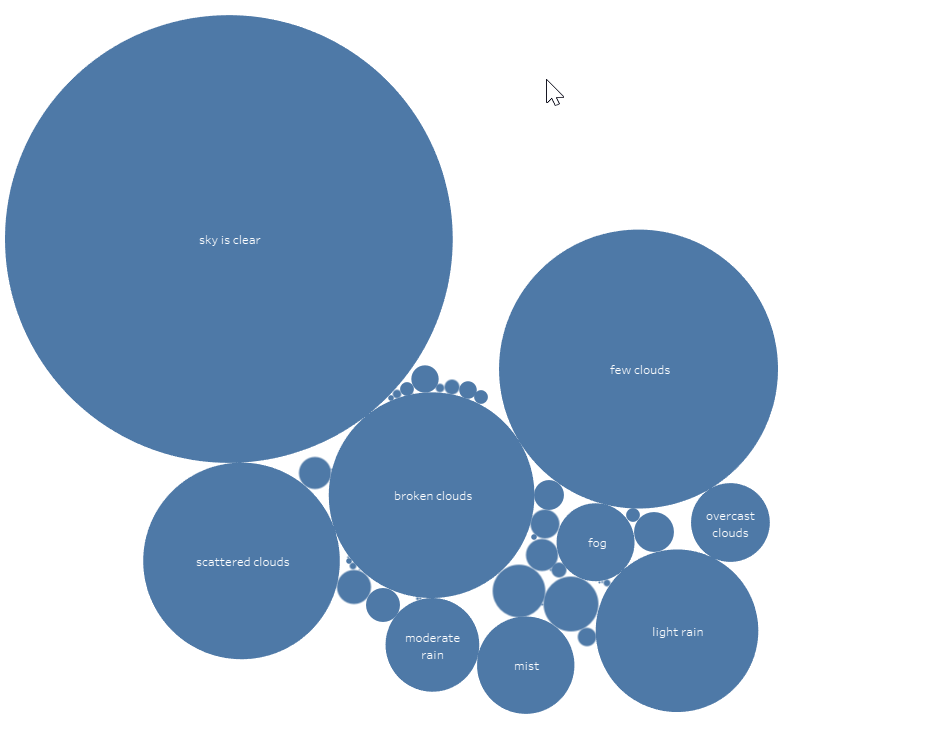 sky is clear
few clouds
broken clouds
overcast
clouds
fog
scattered clouds
light rain
moderate
rain
mist